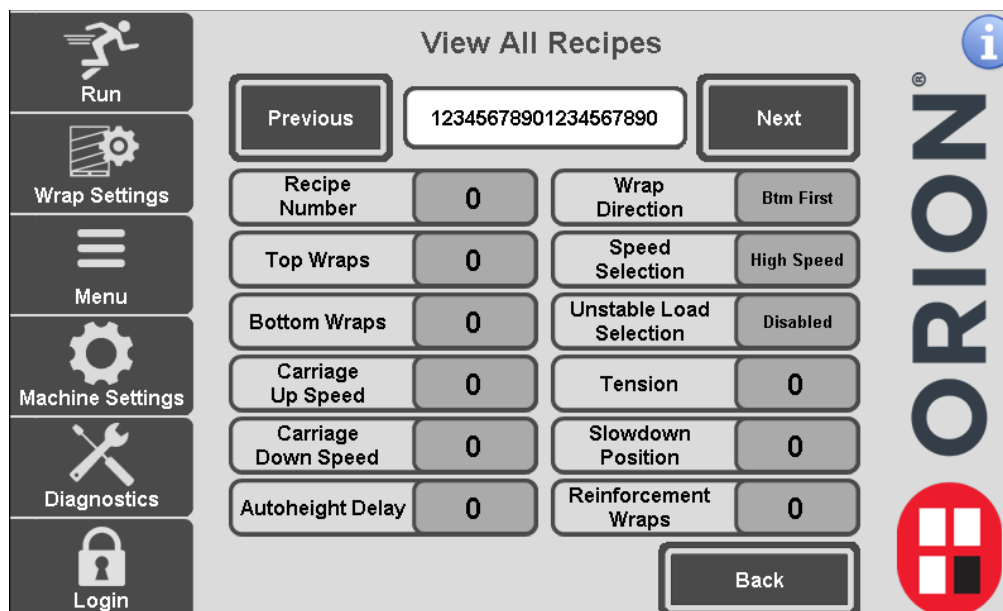 View All Recipes
i
Run
Previous
12345678901234567890
Next
Wrap Settings
Recipe
Number
0
Wrap
Direction
Btm First
Top Wraps
0
Speed
Selection
High Speed
Menu
Bottom Wraps
0
Unstable Load
Selection
Disabled
Machine Settings
Carriage
Up Speed
0
Tension
0
Diagnostics
Carriage
Down Speed
0
Slowdown
Position
0
Autoheight Delay
0
Reinforcement
Wraps
0
Login
Back
ORION®